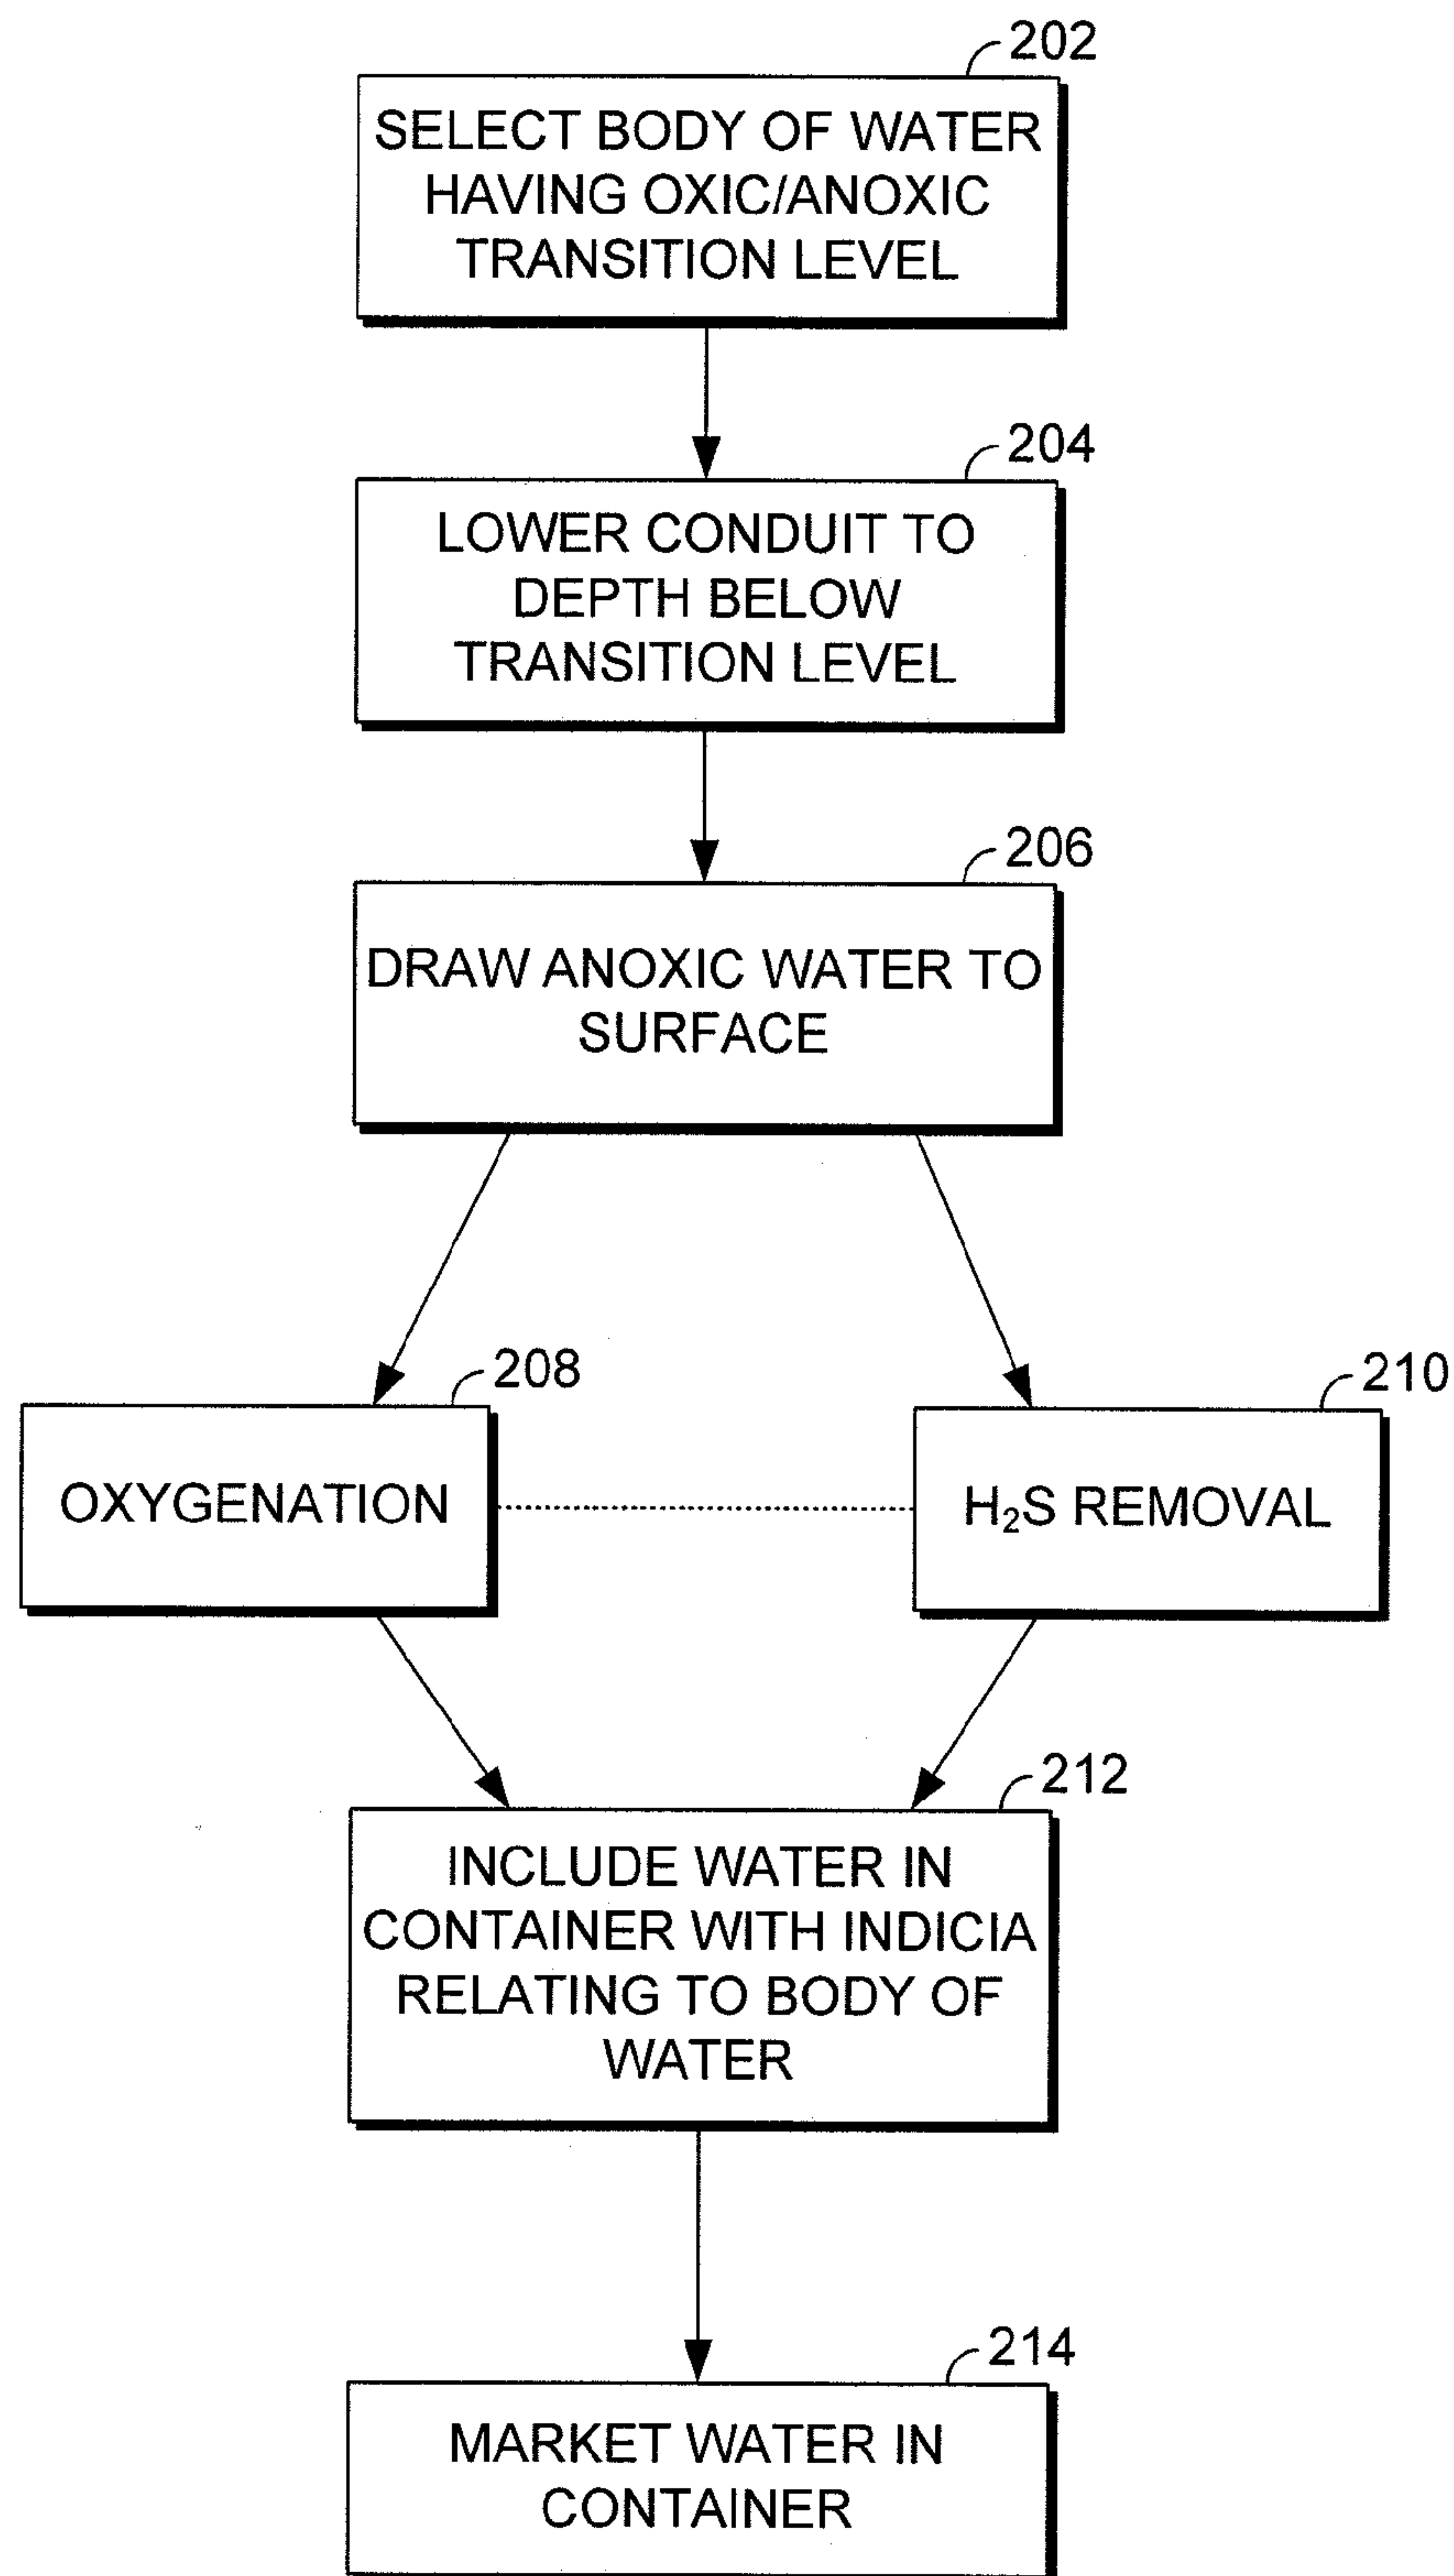 202
SELECT BODY OF WATER
HAVING OXIC/ANOXIC
TRANSITION LEVEL
204
LOWER CONDUIT TO
DEPTH BELOW
TRANSITION LEVEL
206
DRAW ANOXIC WATER TO
SURFACE
208
OXYGENATION
210
H₂S REMOVAL
212
INCLUDE WATER IN
CONTAINER WITH INDICIA
RELATING TO BODY OF
WATER
214
MARKET WATER IN
CONTAINER